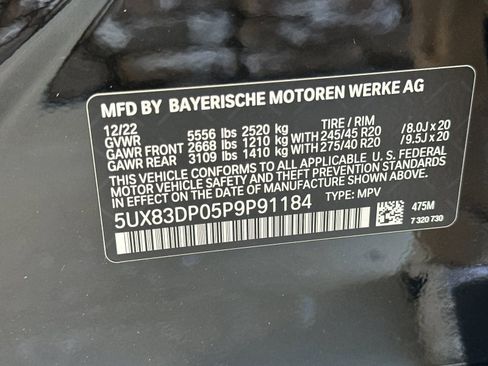 MFD BY BAYERISCHE MOTOREN WERKE AG
12/22 TIRE / RIM
GVWR 5556 lbs 2520 kg
GAWR FRONT 2668 lbs 1210 kg WITH 245/45 R20 /8.0J x 20
GAWR REAR 3109 lbs 1410 kg WITH 275/40 R20 /9.5J x 20
THIS VEHICLE CONFORMS TO ALL APPLICABLE U.S. FEDERAL
MOTOR VEHICLE SAFETY AND THEFT PREVENTION STANDARDS
IN EFFECT ON THE DATE OF MANUFACTURE SHOWN ABOVE.
5UX83DP05P9P91184 TYPE: MPV
475M
7 320 730